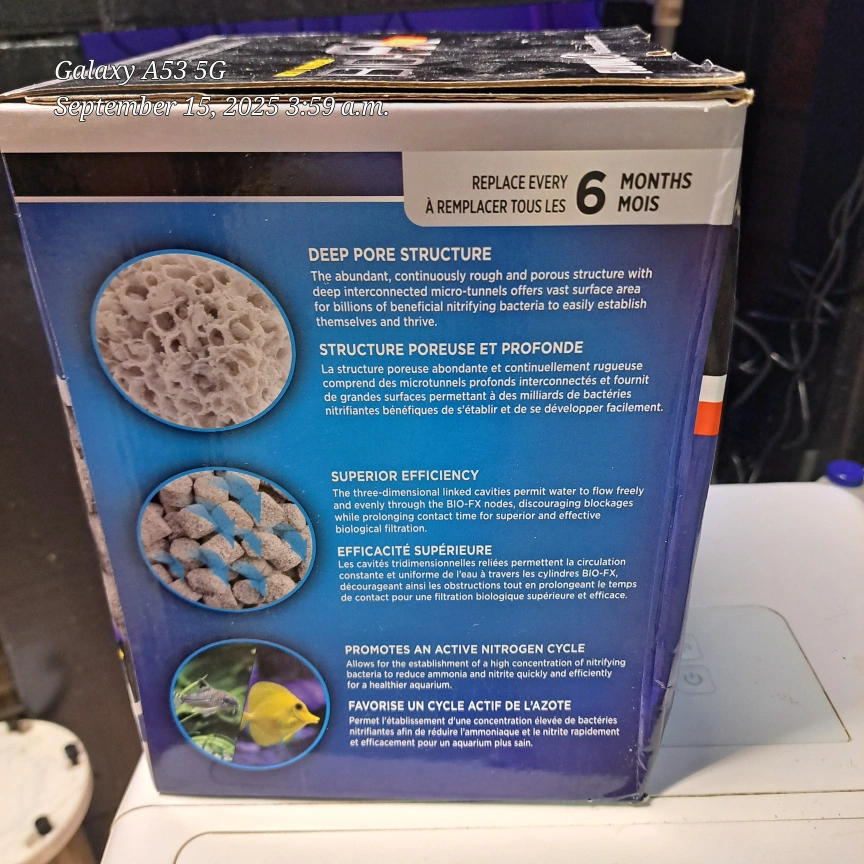 Galaxy A53 5G
September 15, 2025 3:59 a.m.
REPLACE EVERY 6 MONTHS
À REMPLACER TOUS LES MOIS
DEEP PORE STRUCTURE
The abundant, continuously rough and porous structure with
deep interconnected micro-tunnels offers vast surface area
for billions of beneficial nitrifying bacteria to easily establish
themselves and thrive.
STRUCTURE POREUSE ET PROFONDE
La structure poreuse abondante et continuellement rugueuse
comprend des microtunnels profonds interconnectés et fournit
de grandes surfaces permettant à des milliards de bactéries
nitrifiantes bénéfiques de s'établir et de se développer facilement.
SUPERIOR EFFICIENCY
The three-dimensional linked cavities permit water to flow freely
and evenly through the BIO-FX nodes, discouraging blockages
while prolonging contact time for superior and effective
biological filtration.
EFFICACITÉ SUPÉRIEURE
Les cavités tridimensionnelles reliées permettent la circulation
constante et uniforme de l'eau à travers les cylindres BIO-FX,
décourageant ainsi les obstructions tout en prolongeant le temps
de contact pour une filtration biologique supérieure et efficace.
PROMOTES AN ACTIVE NITROGEN CYCLE
Allows for the establishment of a high concentration of nitrifying
bacteria to reduce ammonia and nitrite quickly and efficiently
for a healthier aquarium.
FAVORISE UN CYCLE ACTIF DE L'AZOTE
Permet l'établissement d'une concentration élevée de bactéries
nitrifiantes afin de réduire l'ammoniaque et le nitrite rapidement
et efficacement pour un aquarium plus sain.